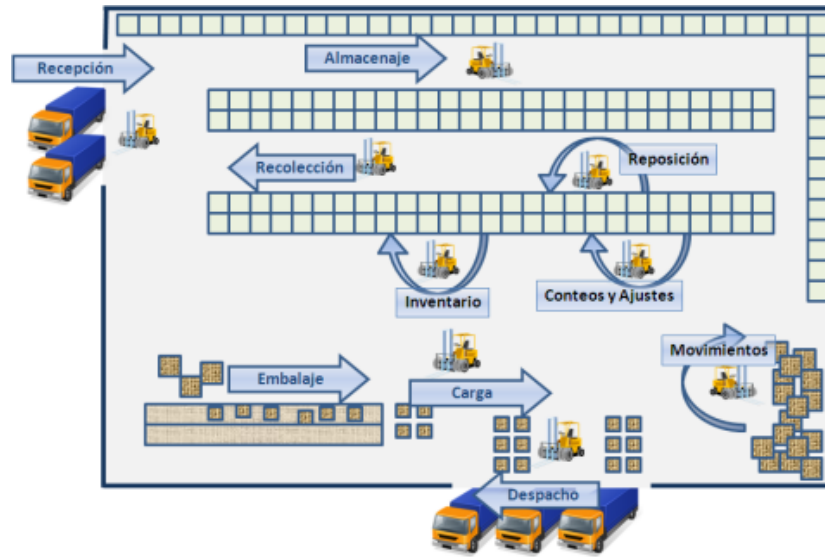 Recepción
Almacenaje
Recolección
Reposición
Inventario
Conteos y Ajustes
Movimientos
Embalaje
Carga
Despacho